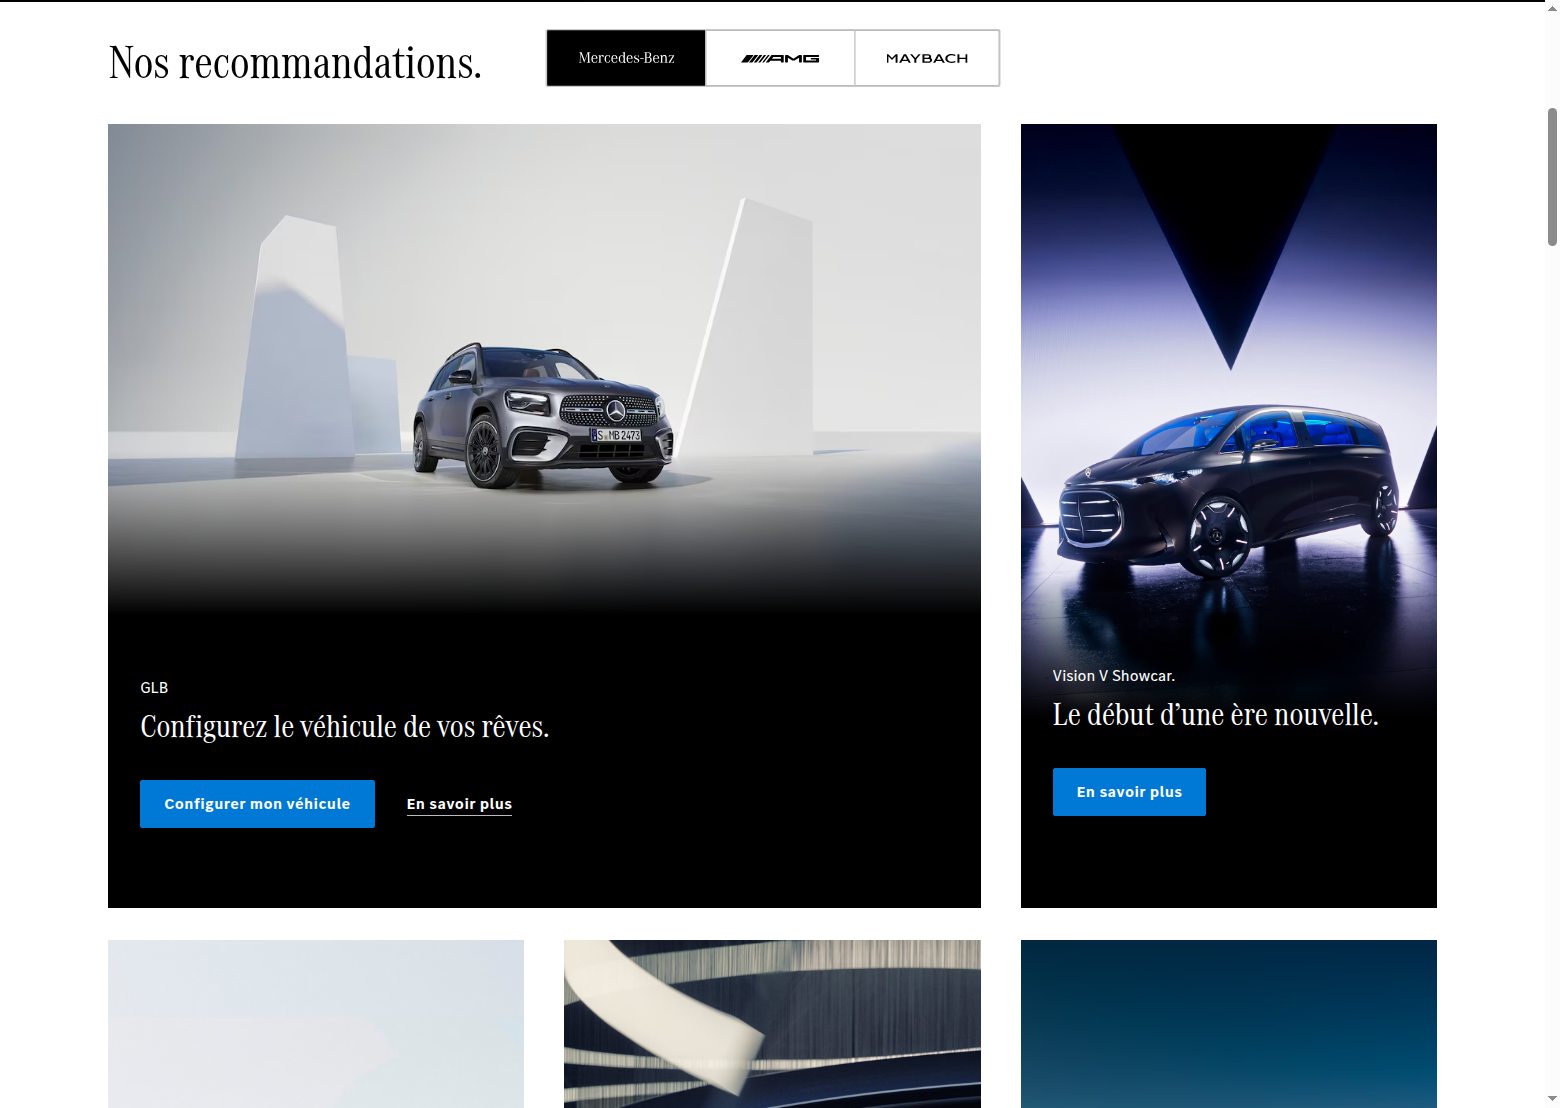 Nos recommandations.
Mercedes-Benz
AMG
MAYBACH
S MB 2473
GLB
Configurez le véhicule de vos rêves.
Configurer mon véhicule
En savoir plus
Vision V Showcar.
Le début d’une ère nouvelle.
En savoir plus